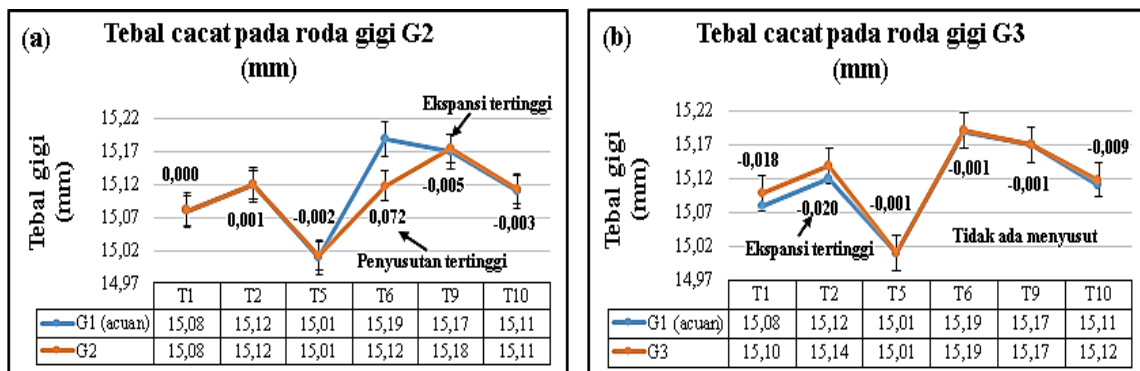 (a)
Tebal cacat pada roda gigi G2
(mm)
Ekspansi tertinggi
Tebal gigi
(mm)
15,22
15,17
15,12
15,07
15,02
14,97
0,000
0,001
-0,002
0,072
-0,005
-0,003
Penyusutan tertinggi
T1 T2 T5 T6 T9 T10
G1 (acuan) 15,08 15,12 15,01 15,19 15,17 15,11
G2 15,08 15,12 15,01 15,12 15,18 15,11
(b)
Tebal cacat pada roda gigi G3
(mm)
Tebal gigi
(mm)
15,22
15,17
15,12
15,07
15,02
14,97
-0,018
-0,020
-0,001
-0,001
-0,001
-0,009
Ekspansi tertinggi
Tidak ada menyusut
T1 T2 T5 T6 T9 T10
G1 (acuan) 15,08 15,12 15,01 15,19 15,17 15,11
G3 15,10 15,14 15,01 15,19 15,17 15,12